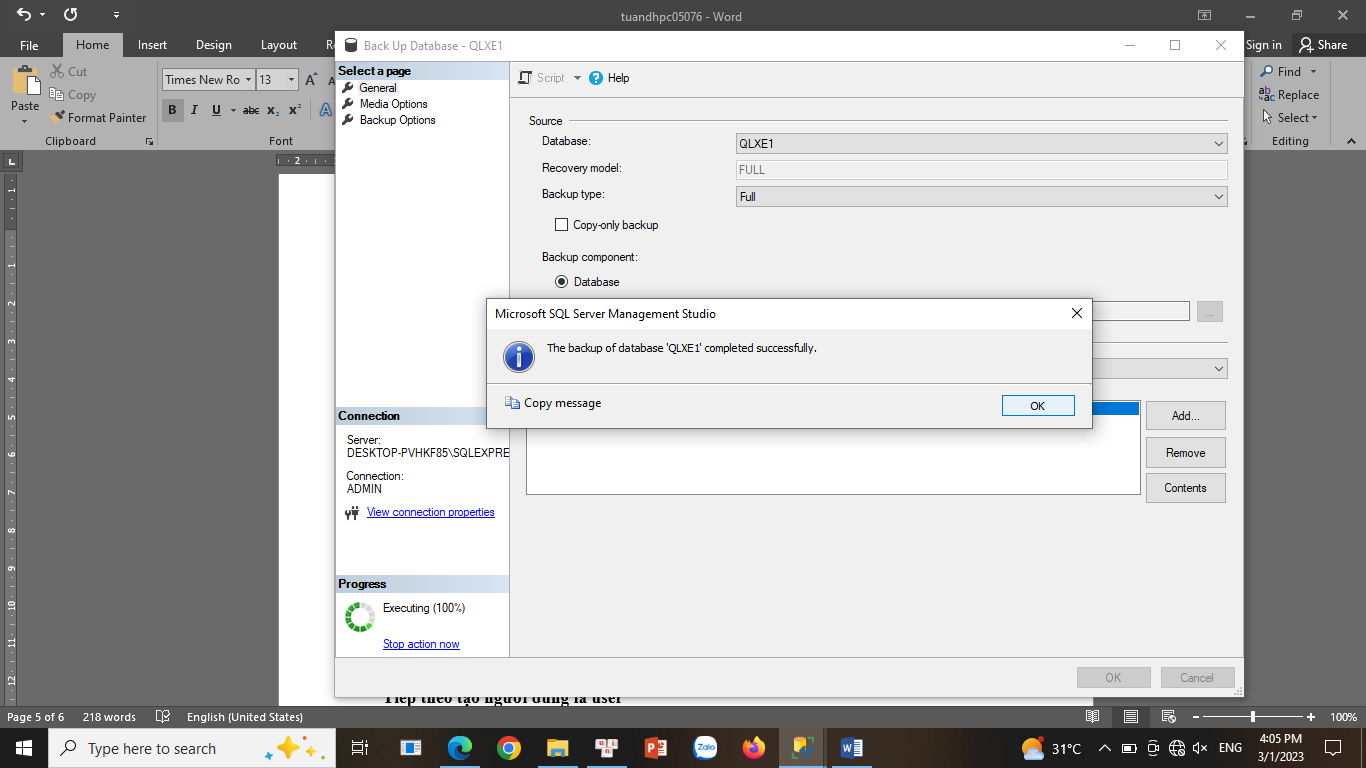 tuandhpc05076 - Word
File
Home
Insert
Design
Layout
Sign in
Share
Back Up Database - QLXE1
Paste
Cut
Copy
Format Painter
Clipboard
Times New Ro
13
B I U abc x₂ x² A
Font
Find
Replace
Select
Editing
Select a page
General
Media Options
Backup Options
Script
Help
Source
Database:
QLXE1
Recovery model:
FULL
Backup type:
Full
Copy-only backup
Backup component:
Database
...
Microsoft SQL Server Management Studio
The backup of database 'QLXE1' completed successfully.
Copy message
OK
Add...
Remove
Contents
Connection
Server:
DESKTOP-PVHKF85\SQLEXPRE
Connection:
ADMIN
View connection properties
Progress
Executing (100%)
Stop action now
OK
Cancel
Tiếp theo tạo người dùng là user
Page 5 of 6
218 words
English (United States)
100%
Type here to search
Zalo
31°C
ENG
4:05 PM
3/1/2023